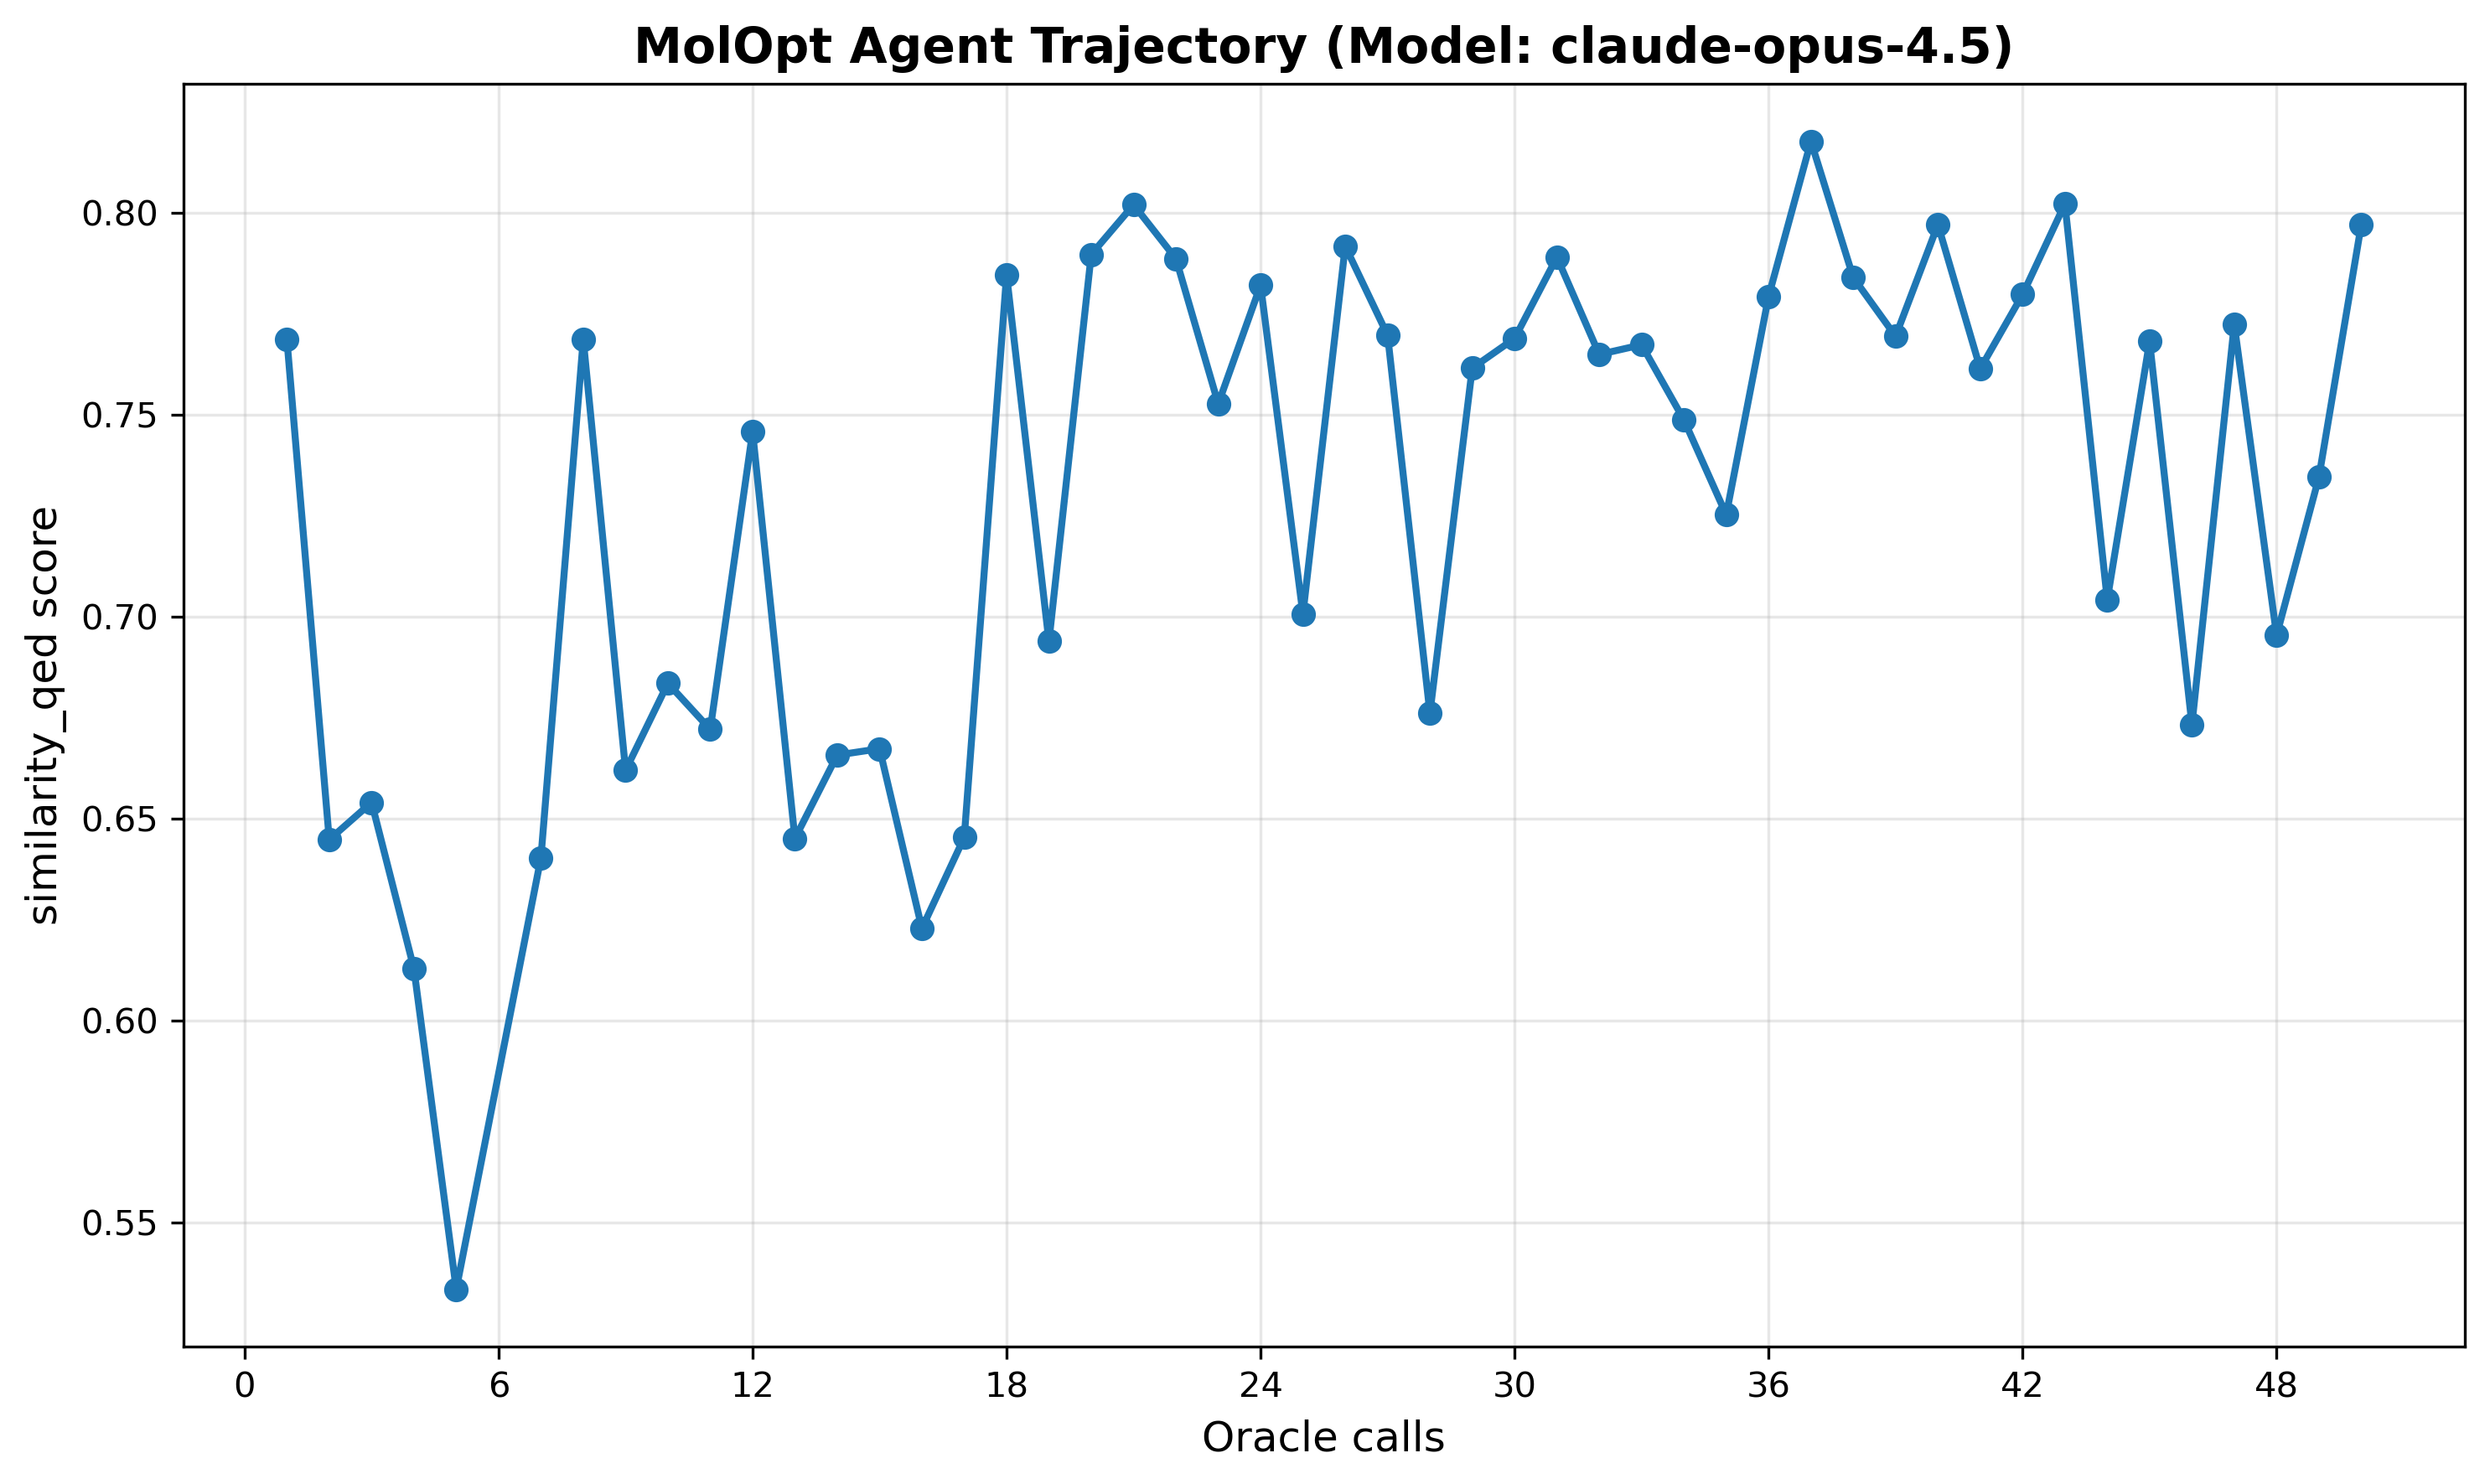 MolOpt Agent Trajectory (Model: claude-opus-4.5)
similarity_qed score
0.80
0.75
0.70
0.65
0.60
0.55
0 6 12 18 24 30 36 42 48
Oracle calls